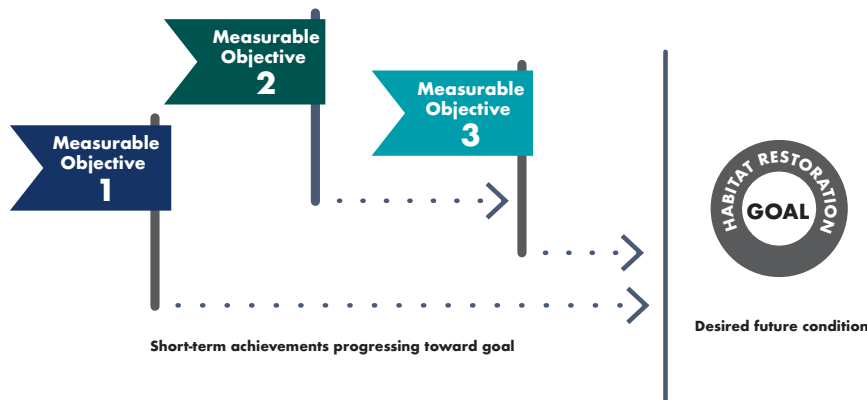 Measurable
Objective
1
Measurable
Objective
2
Measurable
Objective
3
HABITAT RESTORATION
GOAL
Short-term achievements progressing toward goal
Desired future condition